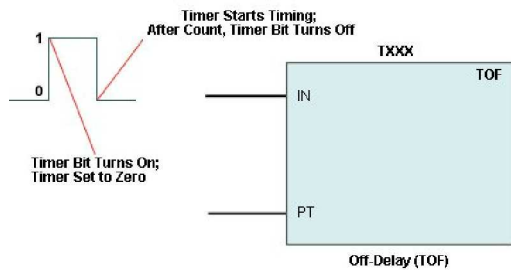 Timer Starts Timing;
After Count, Timer Bit Turns Off
1
0
Timer Bit Turns On;
Timer Set to Zero
TXXX
TOF
IN
PT
Off-Delay (TOF)